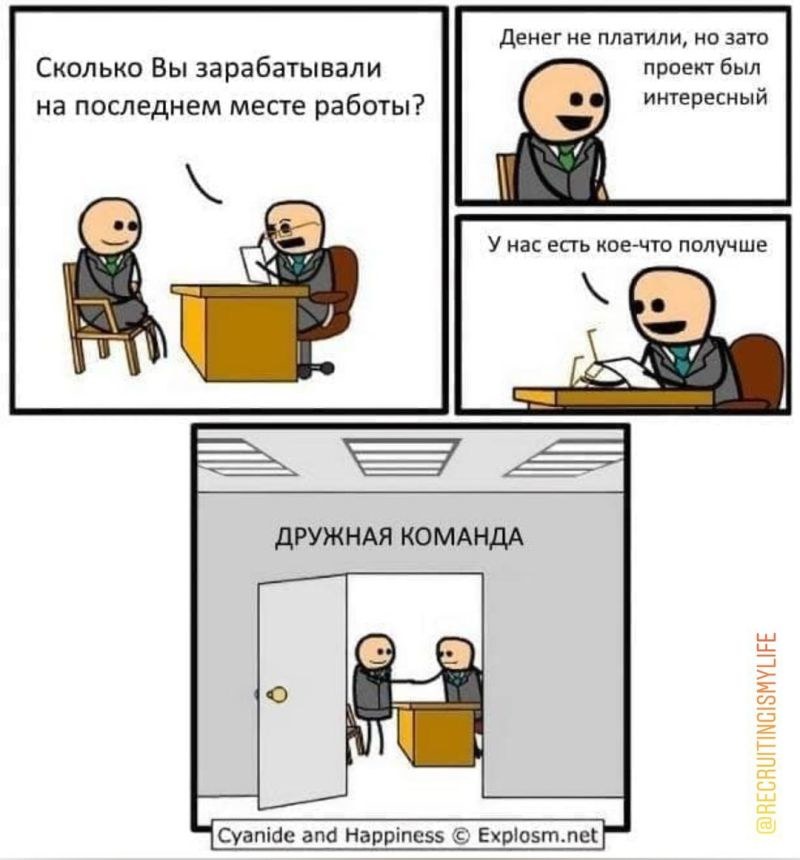 Сколько Вы зарабатывали
на последнем месте работы?
Денег не платили, но зато
проект был
интересный
У нас есть кое-что получше
ДРУЖНАЯ КОМАНДА
Cyanide and Happiness © Explosm.net
@RECRUITINGISMYLIFE